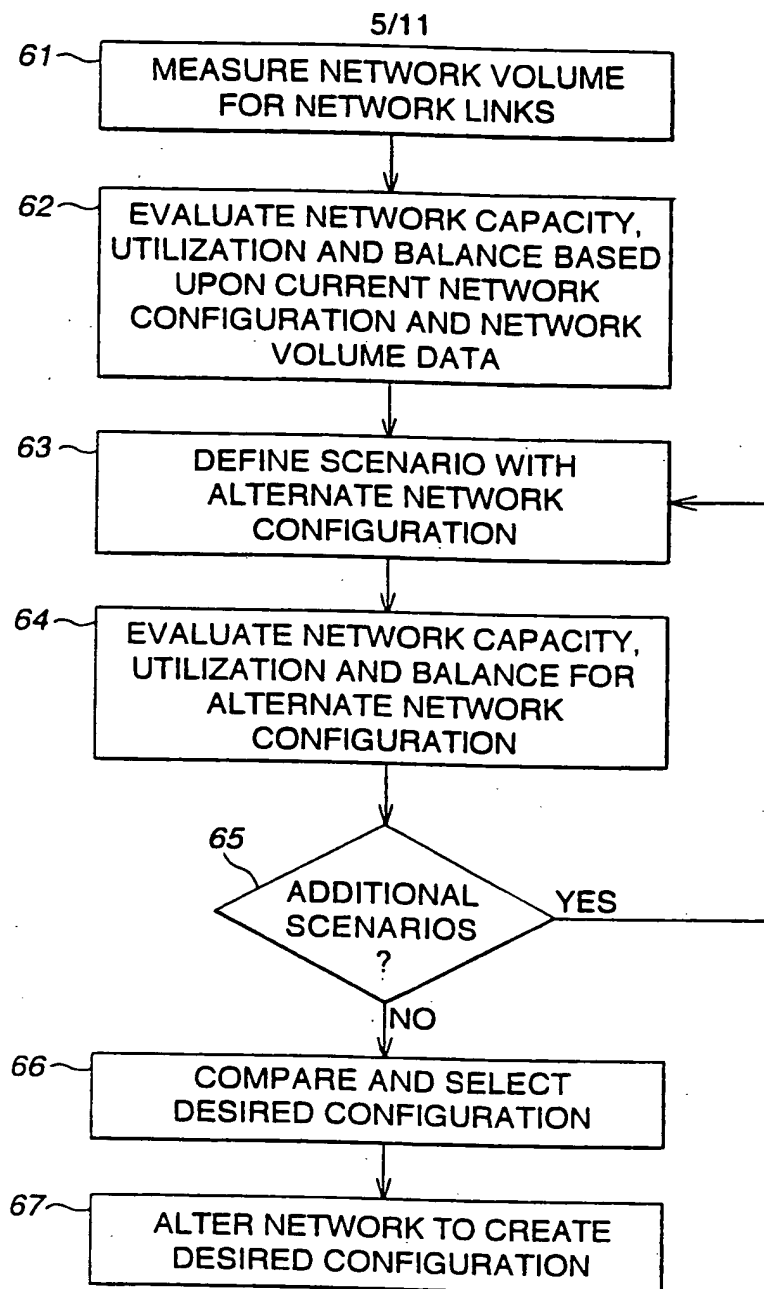 5/11
61
MEASURE NETWORK VOLUME
FOR NETWORK LINKS
62
EVALUATE NETWORK CAPACITY,
UTILIZATION AND BALANCE BASED
UPON CURRENT NETWORK
CONFIGURATION AND NETWORK
VOLUME DATA
63
DEFINE SCENARIO WITH
ALTERNATE NETWORK
CONFIGURATION
64
EVALUATE NETWORK CAPACITY,
UTILIZATION AND BALANCE FOR
ALTERNATE NETWORK
CONFIGURATION
65
ADDITIONAL
SCENARIOS
?
YES
NO
66
COMPARE AND SELECT
DESIRED CONFIGURATION
67
ALTER NETWORK TO CREATE
DESIRED CONFIGURATION